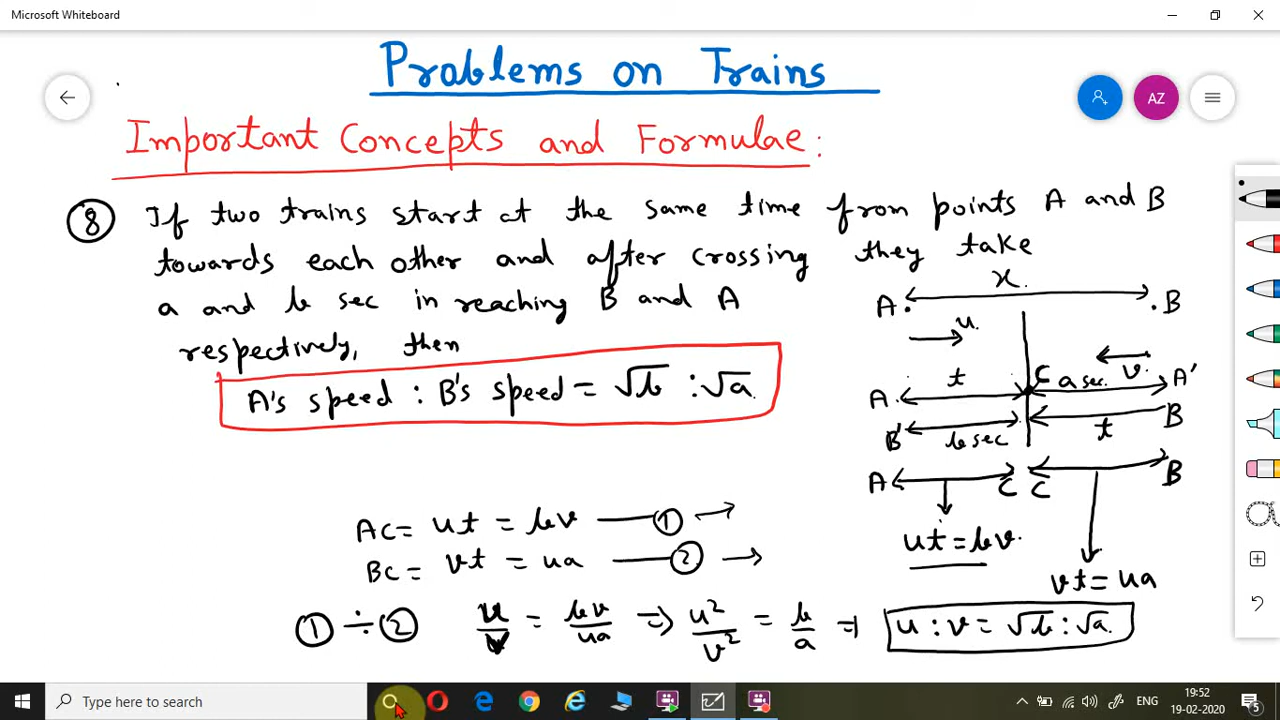 Microsoft Whiteboard
Problems on Trains
AZ
Important Concepts and Formulae:
⑧ If two trains start at the same time from points A and B
towards each other and after crossing they take
a and b sec in reaching B and A
respectively, then
A's speed : B's speed = √b : √a.
x.
A. .B
u.
v.
t C a sec. A'
A.
B' b sec t B
A C C B
ut = bv.
vt = ua
AC = ut = bv — ① →
BC = vt = ua — ② →
① ÷ ② u/v = bv/ua ⇒ u²/v² = b/a ⇒ u : v = √b : √a.
Type here to search
ENG
19:52
19-02-2020
5